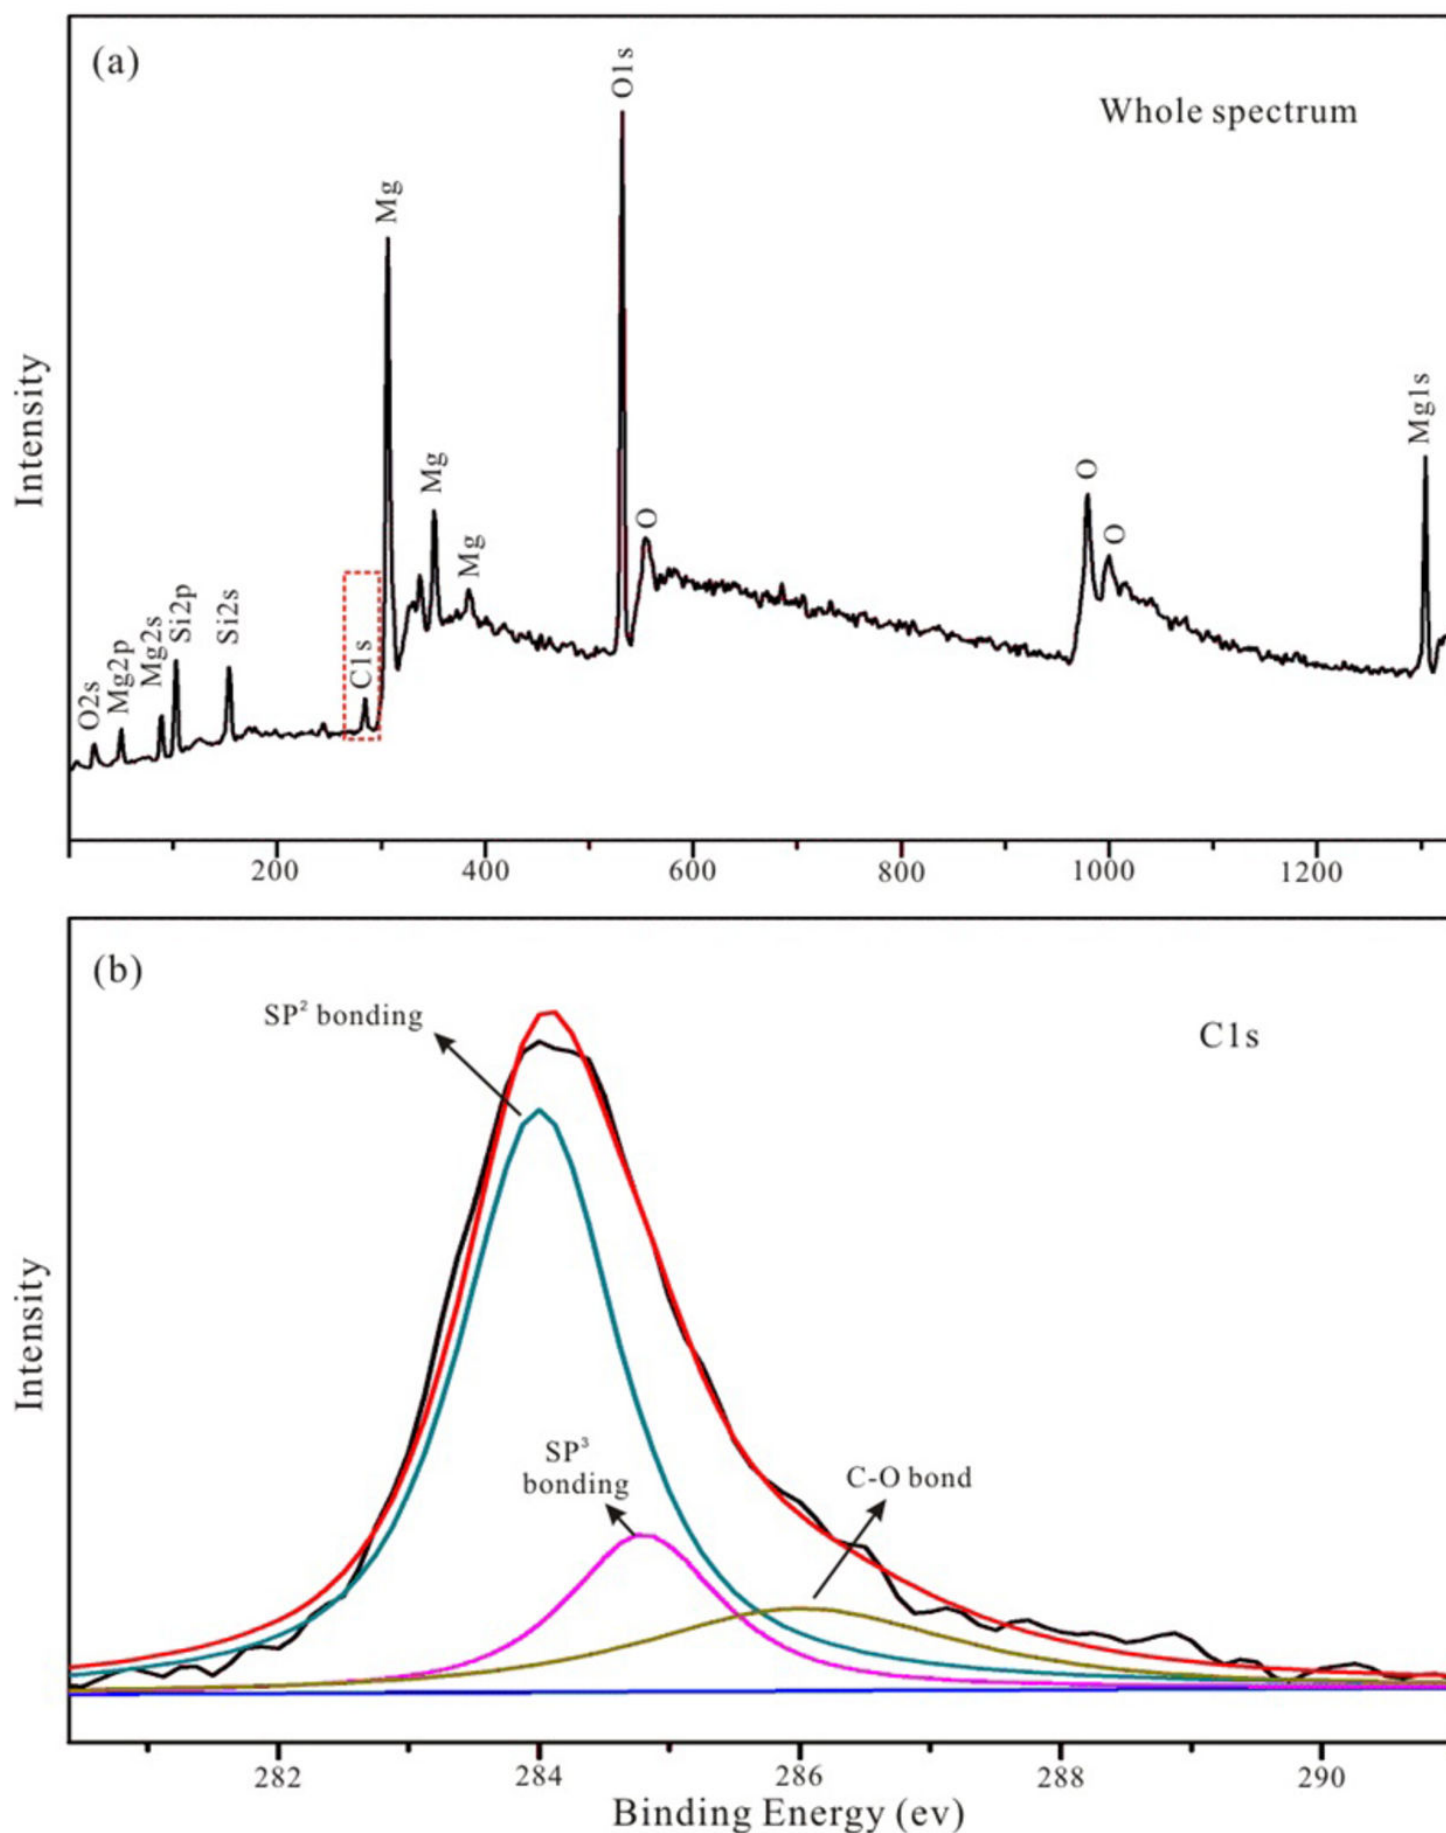 (a)
Whole spectrum
Intensity
O2s
Mg2p
Mg2s
Si2p
Si2s
C1s
Mg
Mg
Mg
O1s
O
O
O
Mg1s
200 400 600 800 1000 1200
(b)
C1s
SP² bonding
SP³
bonding
C-O bond
Intensity
282 284 286 288 290
Binding Energy (ev)